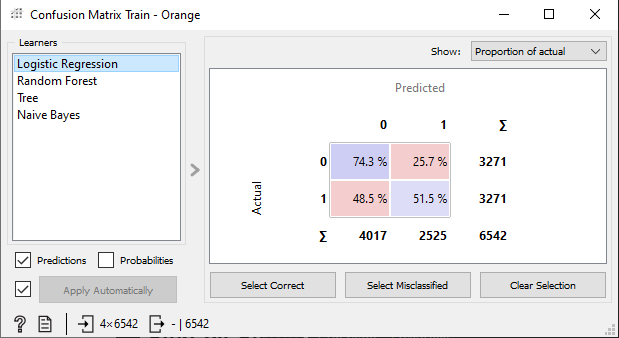 Confusion Matrix Train - Orange
Learners
Logistic Regression
Random Forest
Tree
Naive Bayes
Show: Proportion of actual
Predicted
0 1 Σ
0 74.3 % 25.7 % 3271
Actual
1 48.5 % 51.5 % 3271
Σ 4017 2525 6542
Predictions Probabilities
Apply Automatically
Select Correct Select Misclassified Clear Selection
? 4×6542 - | 6542